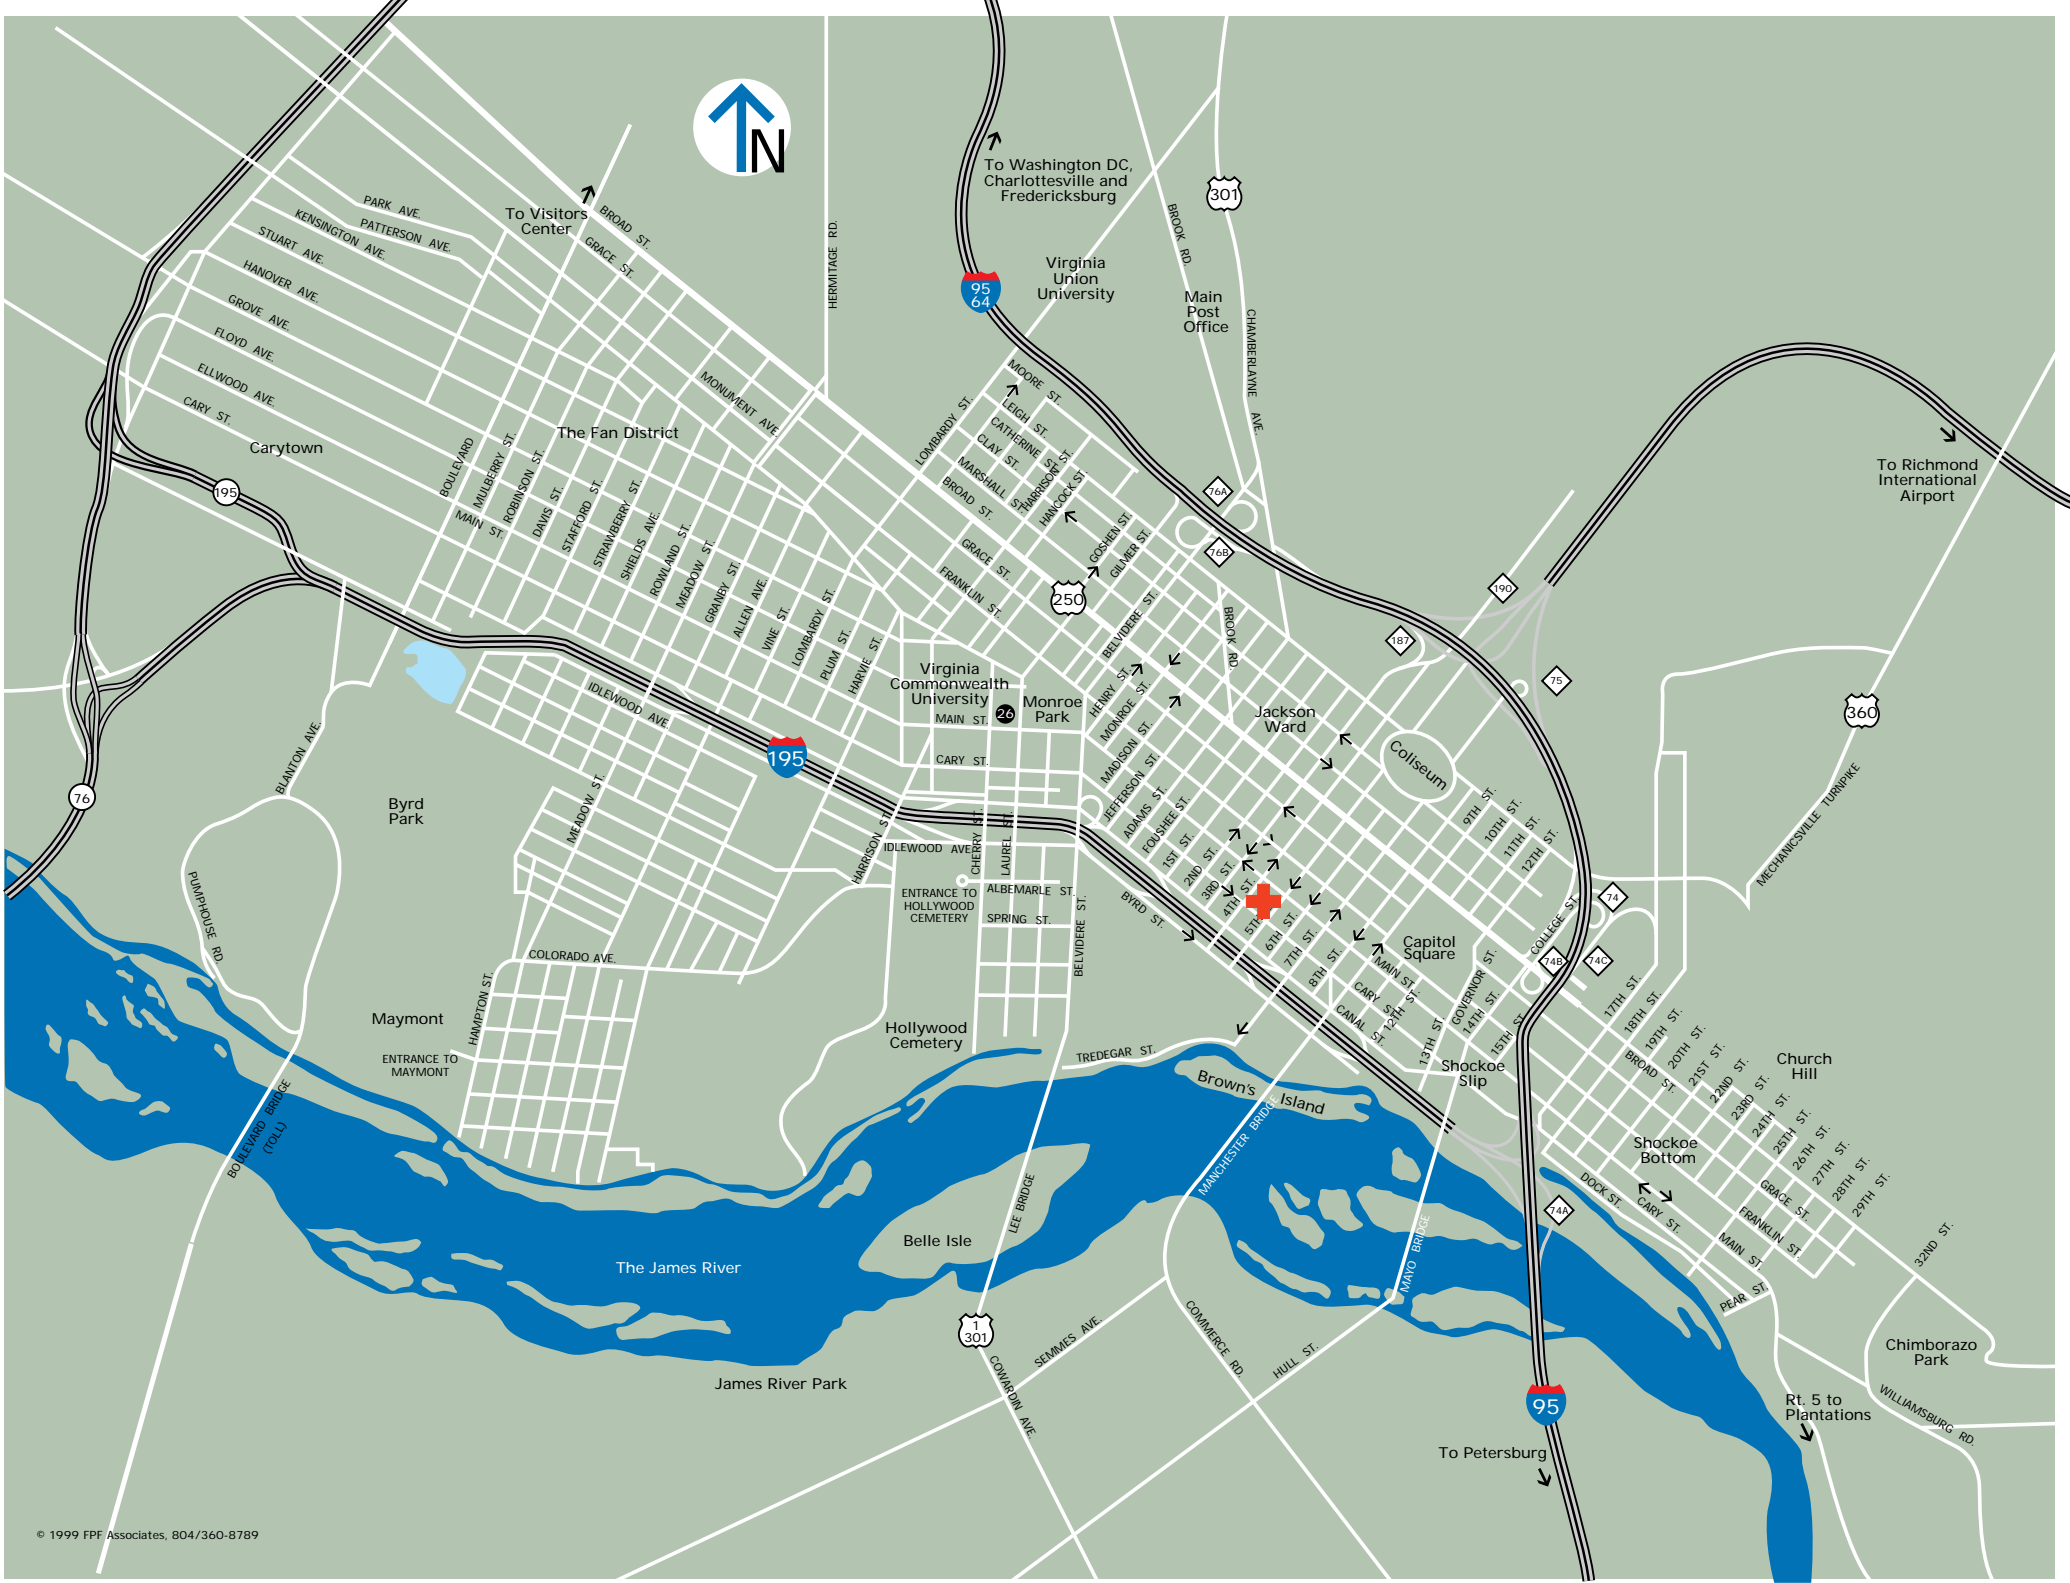 N
To Washington DC,
Charlottesville and
Fredericksburg
301
PARK AVE.
To Visitors
Center
BROAD ST.
KENSINGTON AVE.
PATTERSON AVE.
STUART AVE.
GRACE ST.
HERMITAGE RD.
BROOK RD.
HANOVER AVE.
Virginia
Union
University
95
64
Main
Post
Office
GROVE AVE.
FLOYD AVE.
CHAMBERLAYNE AVE.
ELLWOOD AVE.
CARY ST.
MONUMENT AVE.
MOORE ST.
LEIGH ST.
CATHERINE ST.
CLAY ST.
MARSHALL ST.
BROAD ST.
LOMBARDY ST.
HARRISON ST.
HANCOCK ST.
Carytown
The Fan District
To Richmond
International
Airport
BOULEVARD
MULBERRY ST.
ROBINSON ST.
DAVIS ST.
STAFFORD ST.
STRAWBERRY ST.
SHIELDS AVE.
ROWLAND ST.
MEADOW ST.
GRANBY ST.
ALLEN AVE.
VINE ST.
LOMBARDY ST.
PLUM ST.
HARVIE ST.
MAIN ST.
195
76A
76B
GOSHEN ST.
GILMER ST.
GRACE ST.
FRANKLIN ST.
250
BELVIDERE ST.
BROOK RD.
190
187
75
360
Virginia
Commonwealth
University
26
Monroe
Park
MAIN ST.
CARY ST.
HENRY ST.
MONROE ST.
MADISON ST.
JEFFERSON ST.
ADAMS ST.
FOUSHEE ST.
1ST ST.
2ND ST.
3RD ST.
4TH ST.
5TH
6TH ST.
7TH ST.
8TH ST.
Jackson
Ward
Coliseum
9TH ST.
10TH ST.
11TH ST.
12TH ST.
IDLEWOOD AVE.
195
76
BLANTON AVE.
Byrd
Park
MEADOW ST.
MECHANICSVILLE TURNPIKE
HARRISON ST.
IDLEWOOD AVE.
CHERRY ST.
LAUREL ST.
ENTRANCE TO
HOLLYWOOD
CEMETERY
ALBEMARLE ST.
SPRING ST.
BELVIDERE ST.
BYRD ST.
PUMPHOUSE RD.
COLORADO AVE.
HAMPTON ST.
COLLEGE ST.
74
74B
74C
Capitol
Square
GOVERNOR ST.
MAIN ST.
CARY ST.
CANAL ST.
12TH ST.
13TH ST.
14TH ST.
15TH ST.
Maymont
ENTRANCE TO
MAYMONT
Hollywood
Cemetery
TREDEGAR ST.
Brown's Island
Shockoe
Slip
17TH ST.
18TH ST.
19TH ST.
20TH ST.
21ST ST.
22ND ST.
23RD ST.
24TH ST.
25TH ST.
26TH ST.
27TH ST.
28TH ST.
29TH ST.
32ND ST.
BROAD ST.
Church
Hill
Shockoe
Bottom
BOULEVARD BRIDGE
(TOLL)
MANCHESTER BRIDGE
LEE BRIDGE
MAYO BRIDGE
DOCK ST.
CARY ST.
GRACE ST.
FRANKLIN ST.
MAIN ST.
PEAR ST.
74A
Belle Isle
The James River
1
301
SEMMES AVE.
COMMERCE RD.
HULL ST.
COWARDIN AVE.
James River Park
Chimborazo
Park
95
Rt. 5 to
Plantations
WILLIAMSBURG RD.
To Petersburg
© 1999 FPF Associates, 804/360-8789